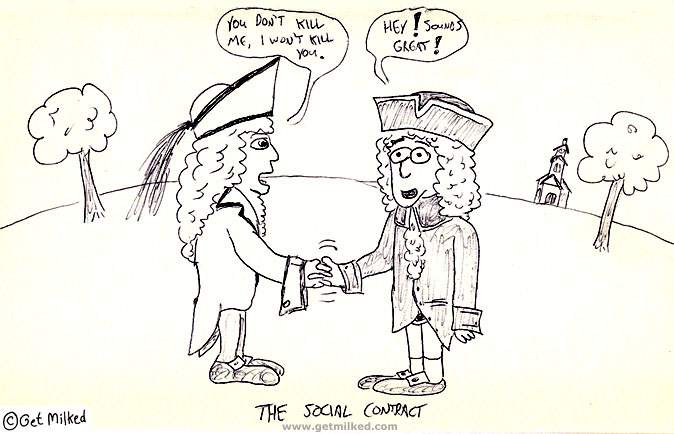 YOU DON'T KILL
ME, I WON'T KILL
YOU.
HEY! SOUNDS
GREAT!
THE SOCIAL CONTRACT
©Get Milked
www.getmilked.com